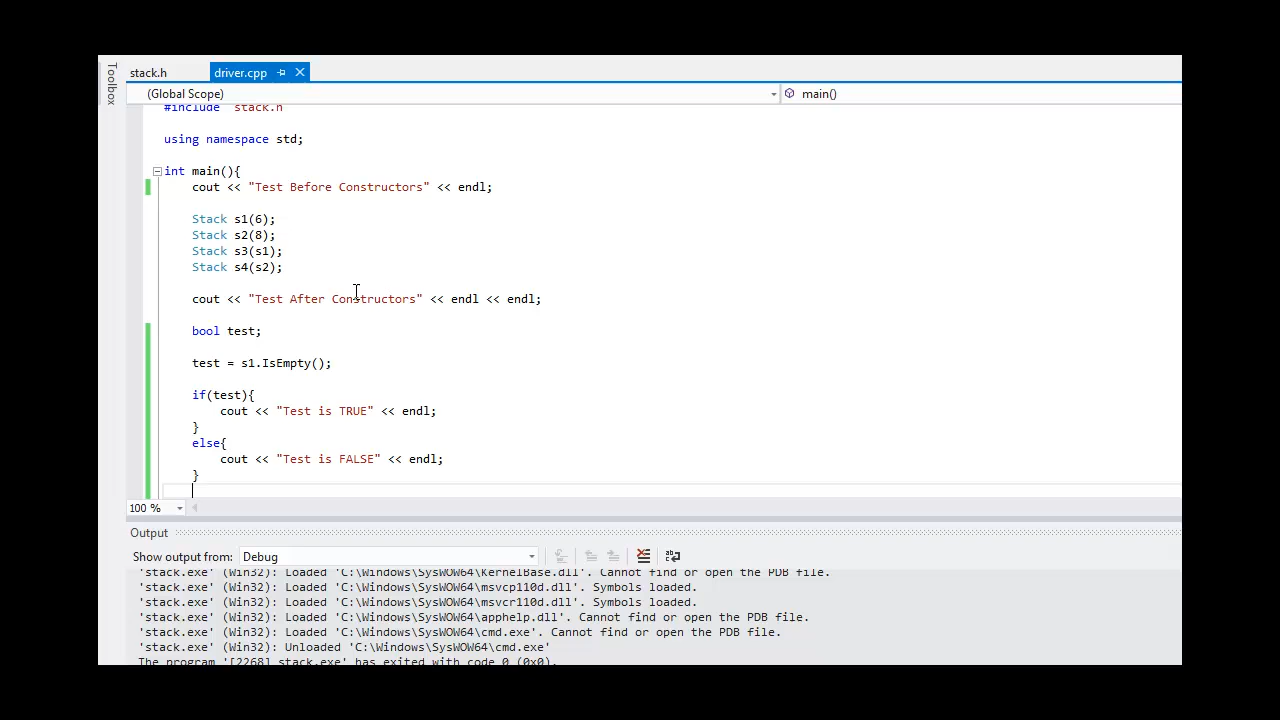 Toolbox
stack.h
driver.cpp
(Global Scope)
main()
#include "stack.h"
using namespace std;
int main(){
cout << "Test Before Constructors" << endl;
Stack s1(6);
Stack s2(8);
Stack s3(s1);
Stack s4(s2);
cout << "Test After Constructors" << endl << endl;
bool test;
test = s1.IsEmpty();
if(test){
cout << "Test is TRUE" << endl;
}
else{
cout << "Test is FALSE" << endl;
}
100 %
Output
Show output from: Debug
'stack.exe' (Win32): Loaded 'C:\Windows\SysWOW64\KernelBase.dll'. Cannot find or open the PDB file.
'stack.exe' (Win32): Loaded 'C:\Windows\SysWOW64\msvcp110d.dll'. Symbols loaded.
'stack.exe' (Win32): Loaded 'C:\Windows\SysWOW64\msvcr110d.dll'. Symbols loaded.
'stack.exe' (Win32): Loaded 'C:\Windows\SysWOW64\apphelp.dll'. Cannot find or open the PDB file.
'stack.exe' (Win32): Loaded 'C:\Windows\SysWOW64\cmd.exe'. Cannot find or open the PDB file.
'stack.exe' (Win32): Unloaded 'C:\Windows\SysWOW64\cmd.exe'
The program '[2268] stack.exe' has exited with code 0 (0x0).